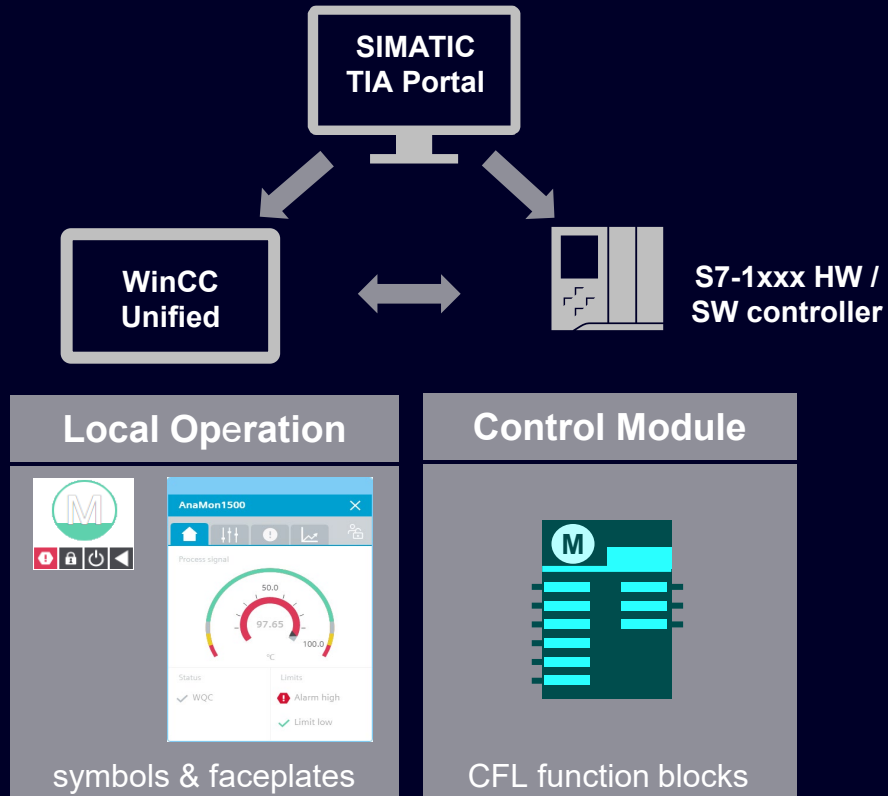 SIMATIC
TIA Portal
WinCC
Unified
S7-1xxx HW /
SW controller
Local Operation
Control Module
M
AnaMon1500
Process signal
50.0
97.65
100.0
°C
Status
Limits
WQC
Alarm high
Limit low
M
symbols & faceplates
CFL function blocks